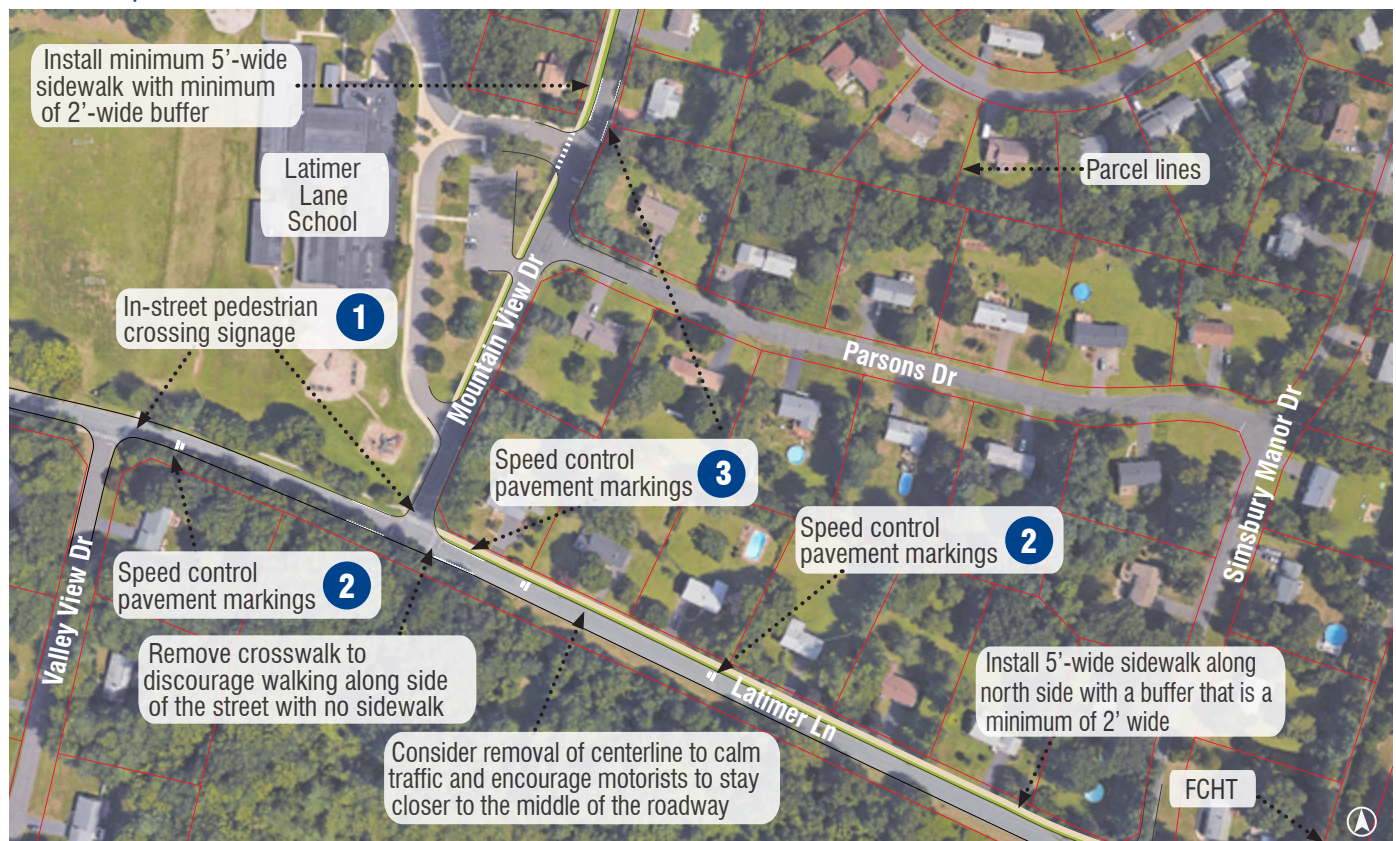 Install minimum 5'-wide
sidewalk with minimum
of 2'-wide buffer
Latimer
Lane
School
Parcel lines
In-street pedestrian
crossing signage
1
Mountain View Dr
Parsons Dr
Simsbury Manor Dr
Speed control
pavement markings
3
Speed control
pavement markings
2
Speed control
pavement markings
2
Valley View Dr
Remove crosswalk to
discourage walking along side
of the street with no sidewalk
Latimer Ln
Install 5'-wide sidewalk along
north side with a buffer that is a
minimum of 2' wide
Consider removal of centerline to calm
traffic and encourage motorists to stay
closer to the middle of the roadway
FCHT